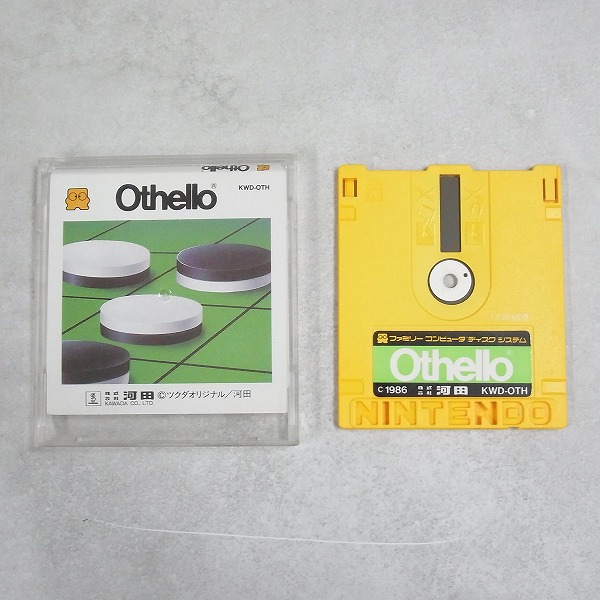 Othello
Othello®
KWD-OTH
株式会社 河田 ©ツクダオリジナル/河田
KAWADA CO., LTD.
ファミリー コンピュータ ディスク システム
Othello®
©1986 株式会社 河田 KWD-OTH
NINTENDO